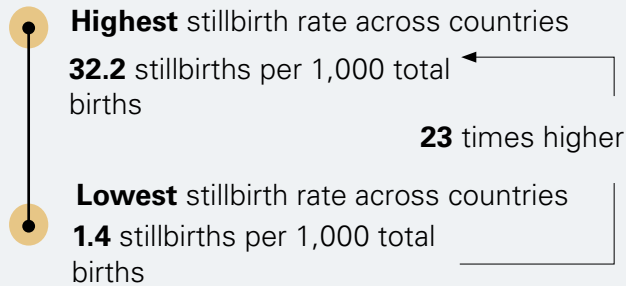 Highest stillbirth rate across countries
32.2 stillbirths per 1,000 total
births
23 times higher
Lowest stillbirth rate across countries
1.4 stillbirths per 1,000 total
births